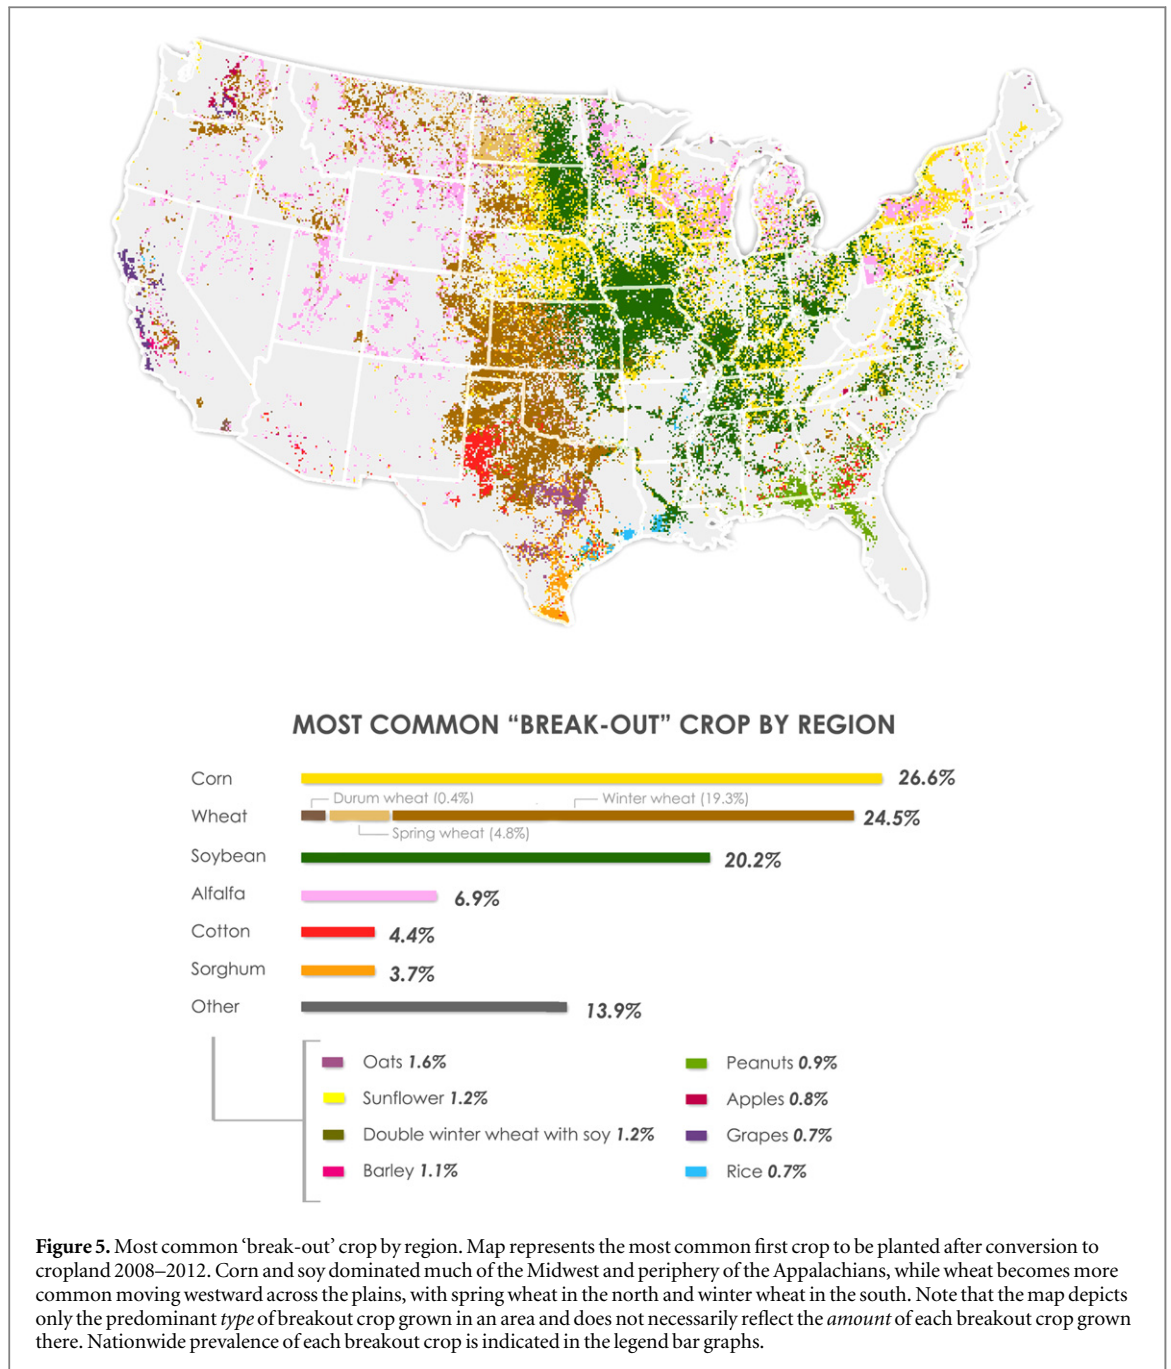 MOST COMMON “BREAK-OUT” CROP BY REGION
Corn 26.6%
Durum wheat (0.4%) Winter wheat (19.3%)
Wheat 24.5%
Spring wheat (4.8%)
Soybean 20.2%
Alfalfa 6.9%
Cotton 4.4%
Sorghum 3.7%
Other 13.9%
Oats 1.6% Peanuts 0.9%
Sunflower 1.2% Apples 0.8%
Double winter wheat with soy 1.2% Grapes 0.7%
Barley 1.1% Rice 0.7%
Figure 5. Most common ‘break-out’ crop by region. Map represents the most common first crop to be planted after conversion to
cropland 2008–2012. Corn and soy dominated much of the Midwest and periphery of the Appalachians, while wheat becomes more
common moving westward across the plains, with spring wheat in the north and winter wheat in the south. Note that the map depicts
only the predominant type of breakout crop grown in an area and does not necessarily reflect the amount of each breakout crop grown
there. Nationwide prevalence of each breakout crop is indicated in the legend bar graphs.